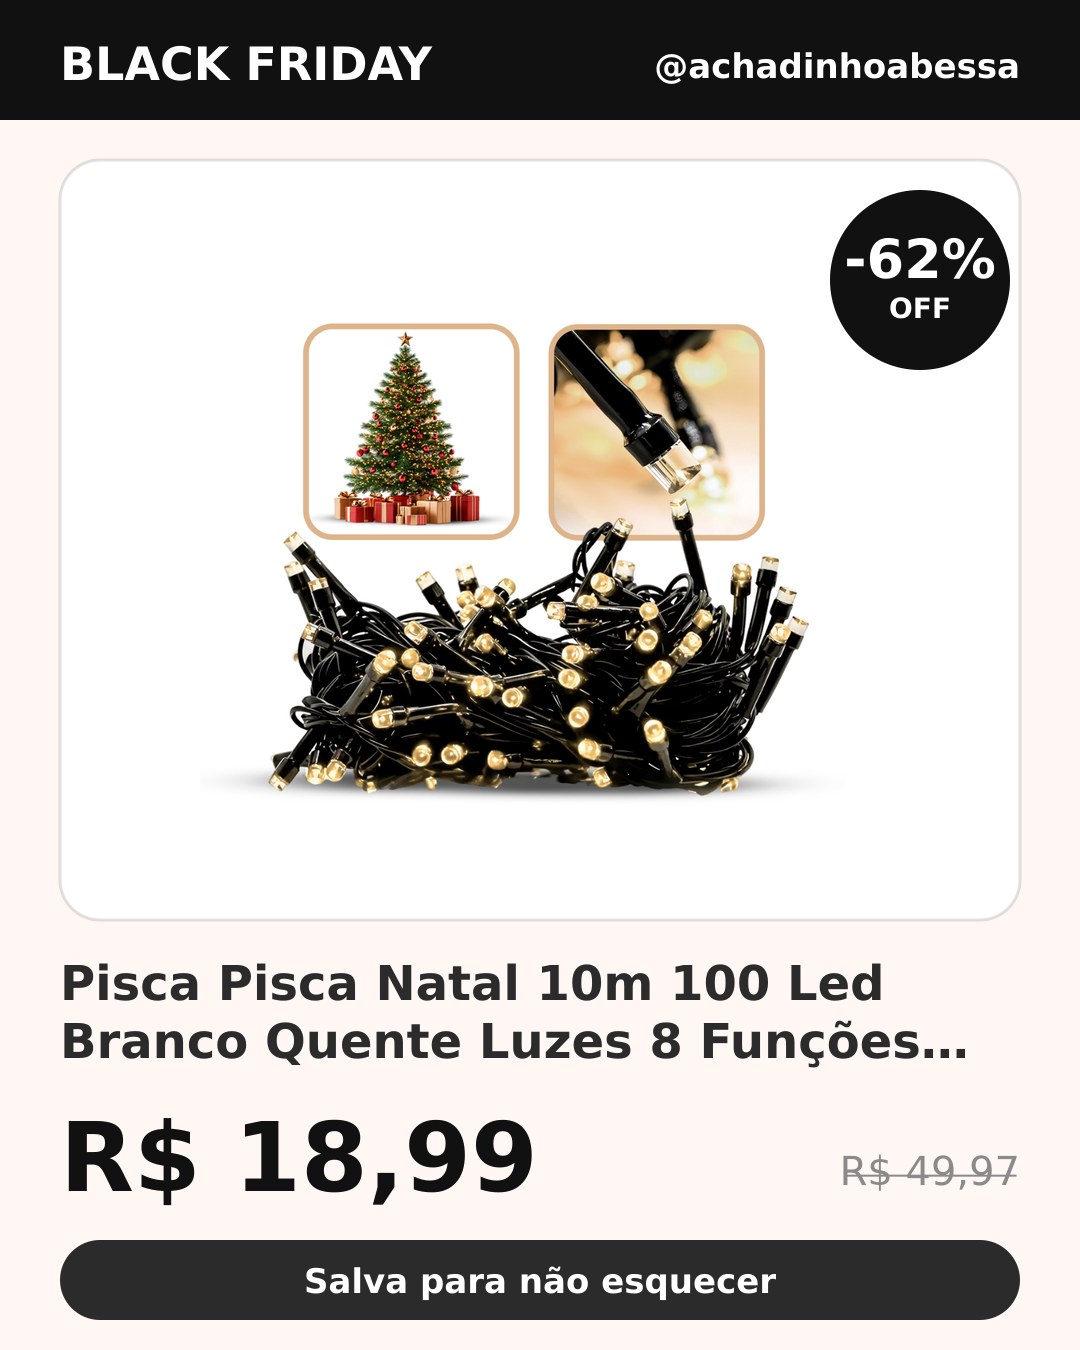 BLACK FRIDAY
@achadinhoabessa
-62%
OFF
Pisca Pisca Natal 10m 100 Led
Branco Quente Luzes 8 Funções...
R$ 18,99
R$ 49,97
Salva para não esquecer